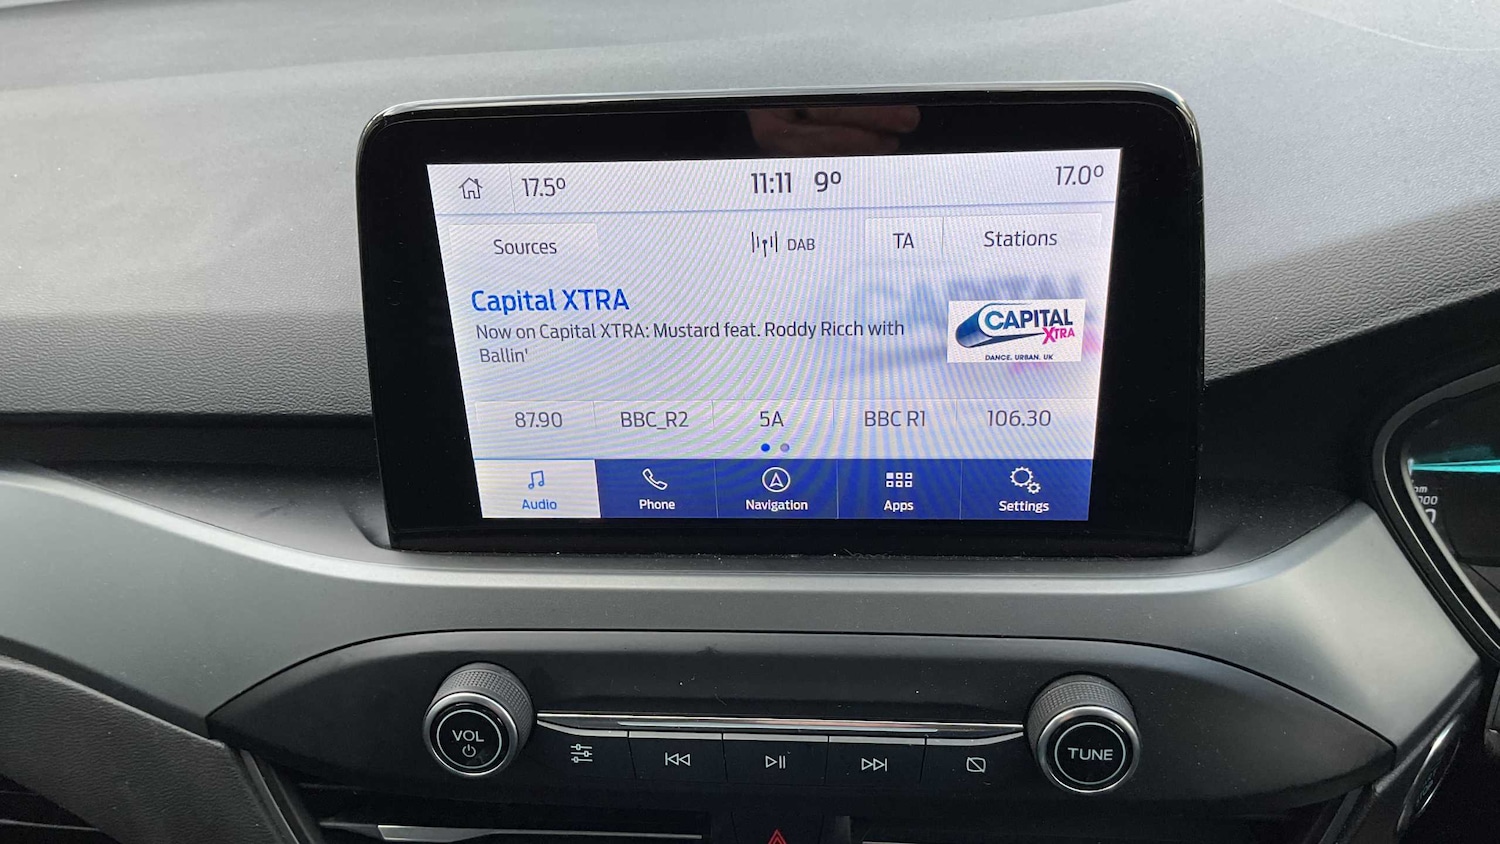 17.5° 11:11 9° 17.0°
Sources DAB TA Stations
Capital XTRA
Now on Capital XTRA: Mustard feat. Roddy Ricch with
Ballin'
CAPITAL
XTRA
DANCE. URBAN. UK
87.90 BBC_R2 5A BBC R1 106.30
Audio Phone Navigation Apps Settings
VOL
TUNE